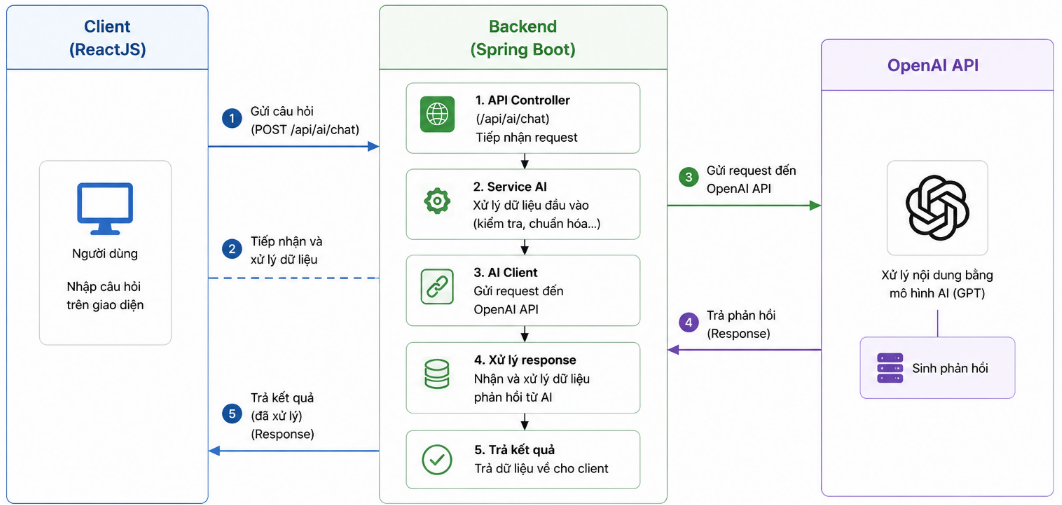 Client
(ReactJS)
Người dùng
Nhập câu hỏi
trên giao diện
1
Gửi câu hỏi
(POST /api/ai/chat)
2
Tiếp nhận và
xử lý dữ liệu
5
Trả kết quả
(đã xử lý)
(Response)
Backend
(Spring Boot)
1. API Controller
(/api/ai/chat)
Tiếp nhận request
2. Service AI
Xử lý dữ liệu đầu vào
(kiểm tra, chuẩn hóa...)
3. AI Client
Gửi request đến
OpenAI API
4. Xử lý response
Nhận và xử lý dữ liệu
phản hồi từ AI
5. Trả kết quả
Trả dữ liệu về cho client
3
Gửi request đến
OpenAI API
4
Trả phản hồi
(Response)
OpenAI API
Xử lý nội dung bằng
mô hình AI (GPT)
Sinh phản hồi